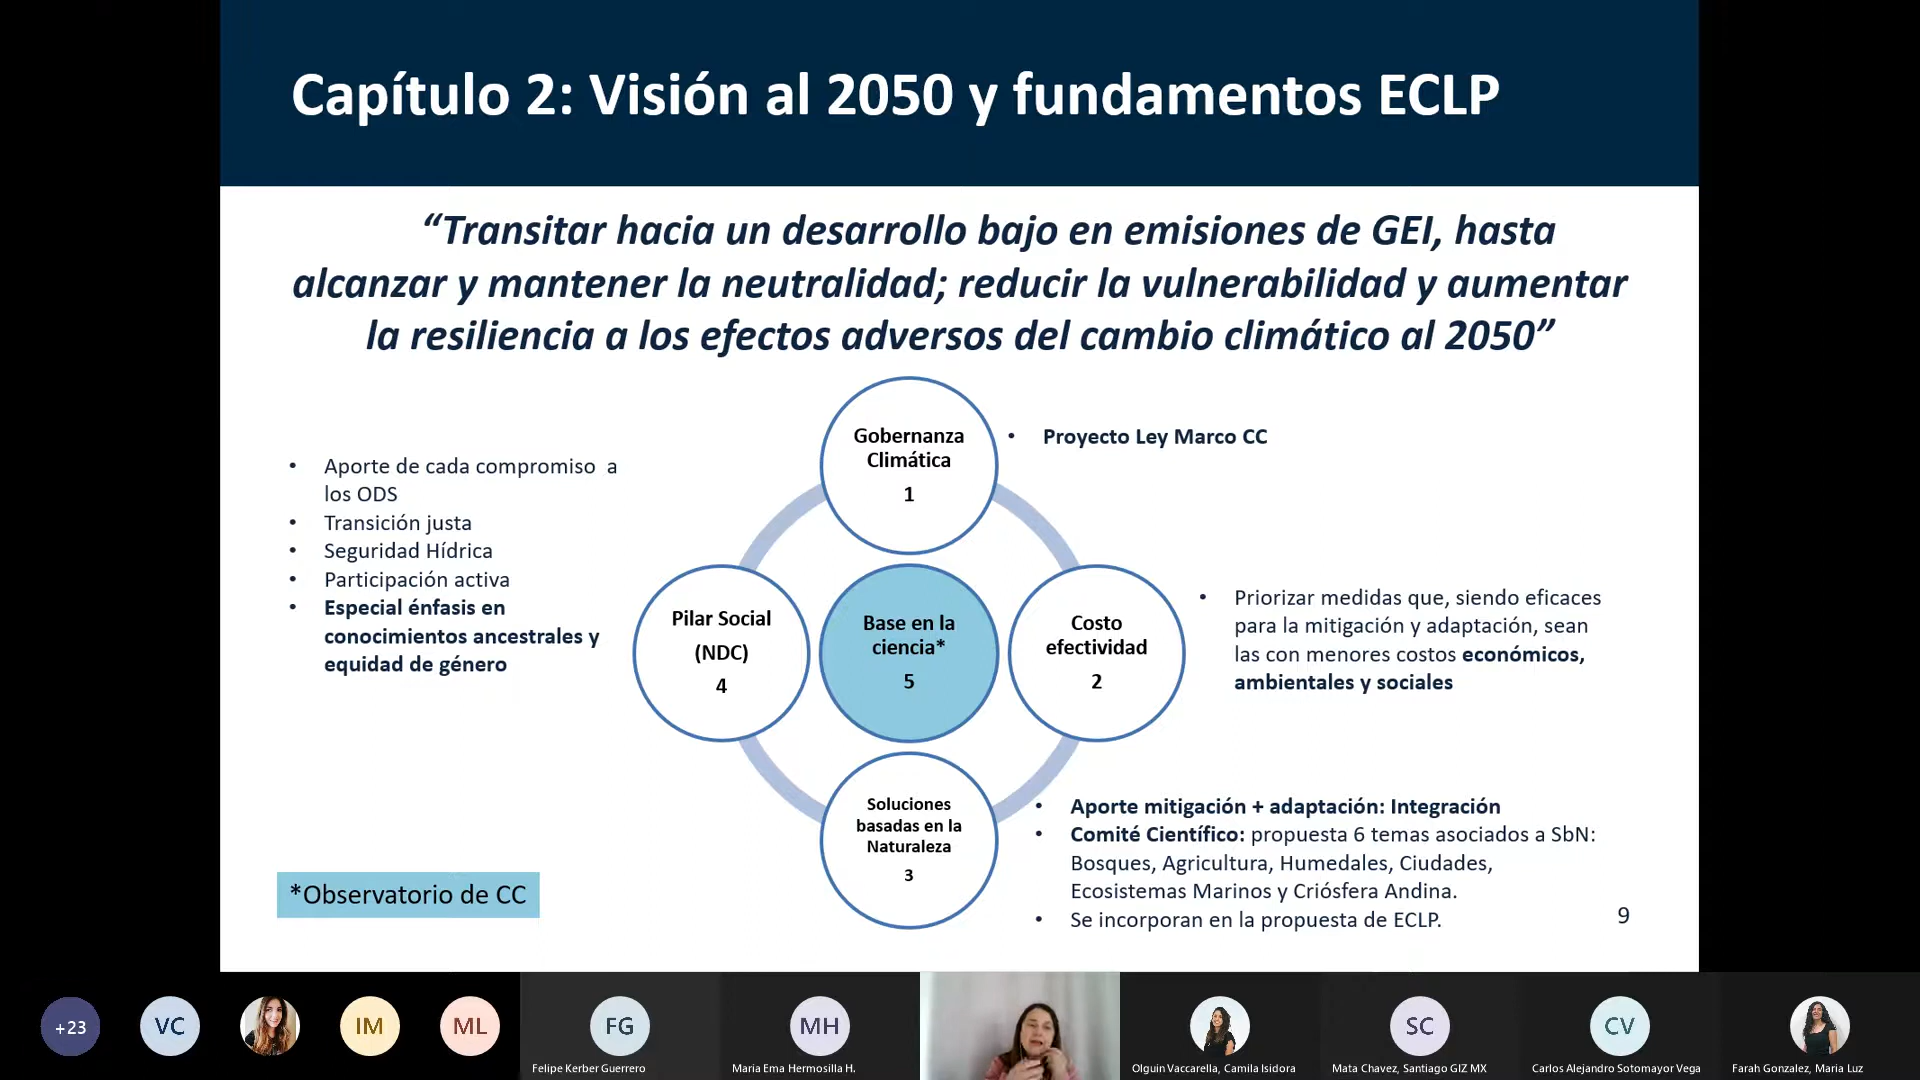 Capítulo 2: Visión al 2050 y fundamentos ECLP
“Transitar hacia un desarrollo bajo en emisiones de GEI, hasta
alcanzar y mantener la neutralidad; reducir la vulnerabilidad y aumentar
la resiliencia a los efectos adversos del cambio climático al 2050”
Gobernanza
Climática
1
• Proyecto Ley Marco CC
• Aporte de cada compromiso a
los ODS
• Transición justa
• Seguridad Hídrica
• Participación activa
• Especial énfasis en
conocimientos ancestrales y
equidad de género
Pilar Social
(NDC)
4
Base en la
ciencia*
5
Costo
efectividad
2
• Priorizar medidas que, siendo eficaces
para la mitigación y adaptación, sean
las con menores costos económicos,
ambientales y sociales
Soluciones
basadas en la
Naturaleza
3
• Aporte mitigación + adaptación: Integración
• Comité Científico: propuesta 6 temas asociados a SbN:
Bosques, Agricultura, Humedales, Ciudades,
Ecosistemas Marinos y Criósfera Andina.
• Se incorporan en la propuesta de ECLP.
*Observatorio de CC
9
+23
VC
IM
ML
FG
Felipe Kerber Guerrero
MH
Maria Ema Hermosilla H.
Olguin Vaccarella, Camila Isidora
SC
Mata Chavez, Santiago GIZ MX
CV
Carlos Alejandro Sotomayor Vega
Farah Gonzalez, Maria Luz